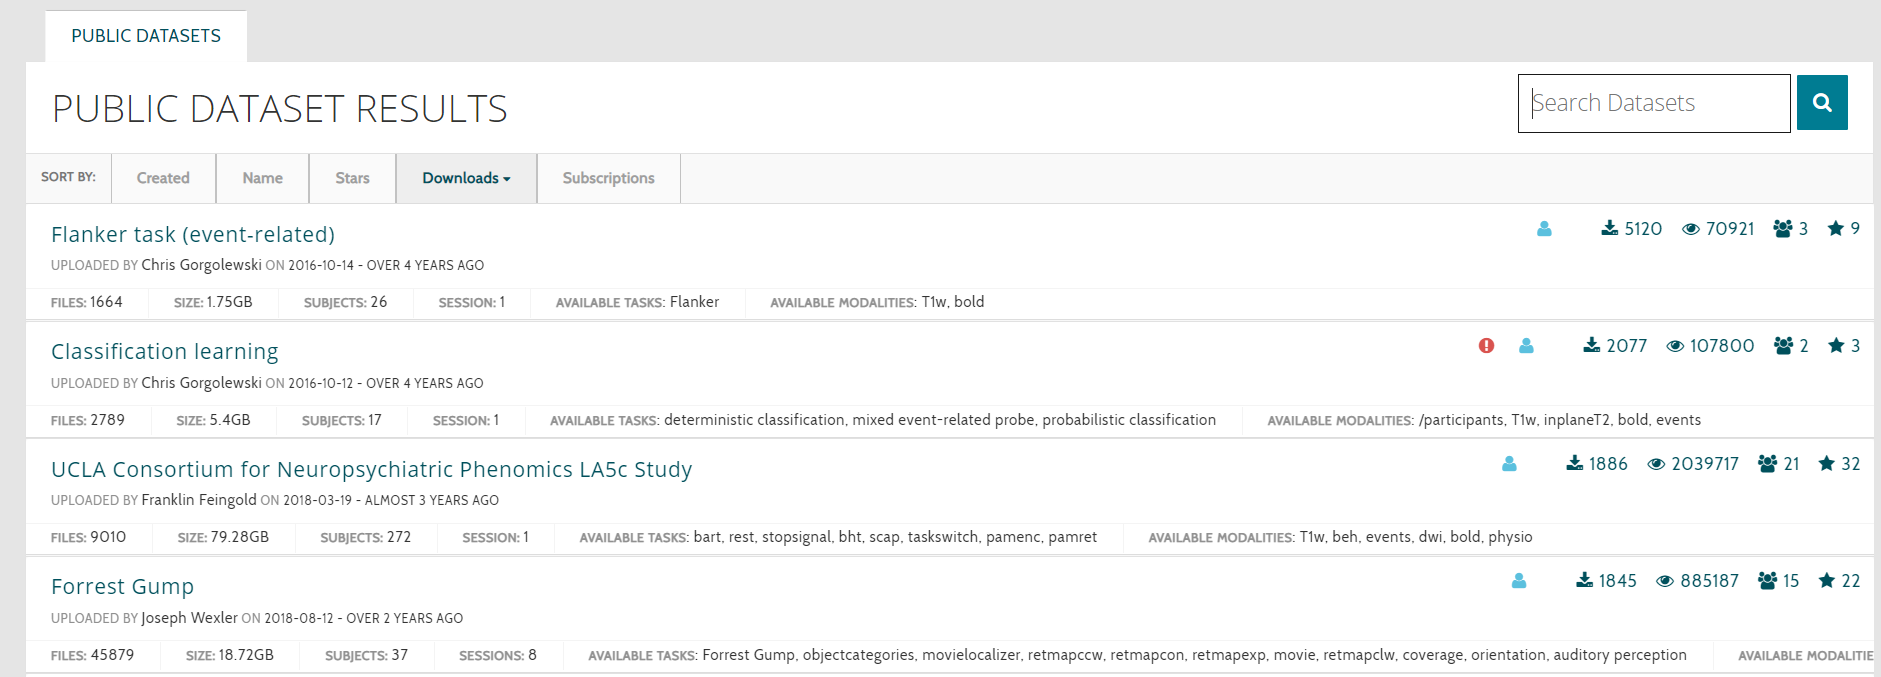 PUBLIC DATASETS
PUBLIC DATASET RESULTS
Search Datasets
SORT BY: Created Name Stars Downloads Subscriptions
Flanker task (event-related) 5120 70921 3 9
UPLOADED BY Chris Gorgolewski ON 2016-10-14 - OVER 4 YEARS AGO
FILES: 1664 SIZE: 1.75GB SUBJECTS: 26 SESSION: 1 AVAILABLE TASKS: Flanker AVAILABLE MODALITIES: T1w, bold
Classification learning 2077 107800 2 3
UPLOADED BY Chris Gorgolewski ON 2016-10-12 - OVER 4 YEARS AGO
FILES: 2789 SIZE: 5.4GB SUBJECTS: 17 SESSION: 1 AVAILABLE TASKS: deterministic classification, mixed event-related probe, probabilistic classification AVAILABLE MODALITIES: /participants, T1w, inplaneT2, bold, events
UCLA Consortium for Neuropsychiatric Phenomics LA5c Study 1886 2039717 21 32
UPLOADED BY Franklin Feingold ON 2018-03-19 - ALMOST 3 YEARS AGO
FILES: 9010 SIZE: 79.28GB SUBJECTS: 272 SESSION: 1 AVAILABLE TASKS: bart, rest, stopsignal, bht, scap, taskswitch, pamenc, pamret AVAILABLE MODALITIES: T1w, beh, events, dwi, bold, physio
Forrest Gump 1845 885187 15 22
UPLOADED BY Joseph Wexler ON 2018-08-12 - OVER 2 YEARS AGO
FILES: 45879 SIZE: 18.72GB SUBJECTS: 37 SESSIONS: 8 AVAILABLE TASKS: Forrest Gump, objectcategories, movielocalizer, retmapccw, retmapcon, retmapexp, movie, retmapclw, coverage, orientation, auditory perception AVAILABLE MODALITIE